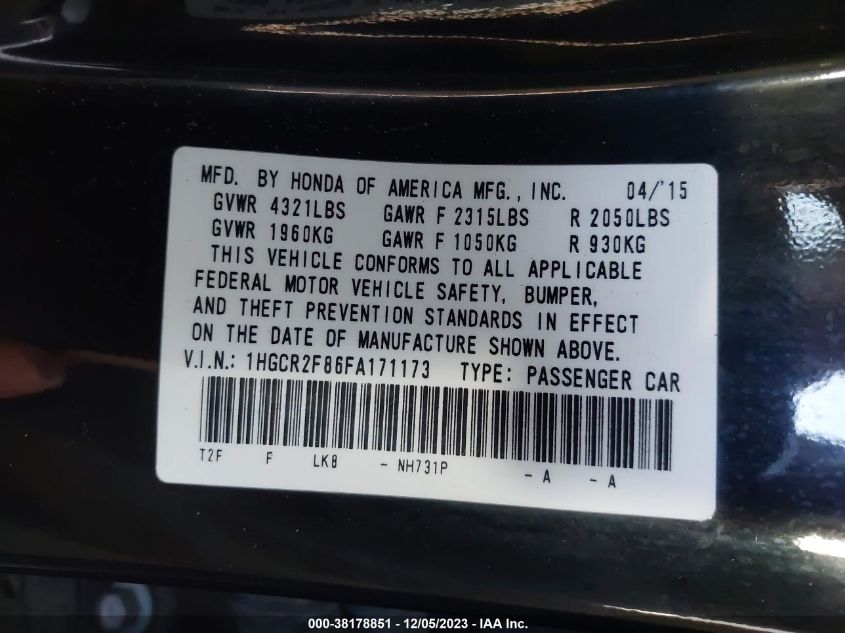 MFD. BY HONDA OF AMERICA MFG., INC. 04/'15
GVWR 4321LBS GAWR F 2315LBS R 2050LBS
GVWR 1960KG GAWR F 1050KG R 930KG
THIS VEHICLE CONFORMS TO ALL APPLICABLE
FEDERAL MOTOR VEHICLE SAFETY, BUMPER,
AND THEFT PREVENTION STANDARDS IN EFFECT
ON THE DATE OF MANUFACTURE SHOWN ABOVE.
V.I.N.: 1HGCR2F86FA171173 TYPE: PASSENGER CAR
T2F F LK8 - NH731P - A - A
000-38178851 - 12/05/2023 - IAA Inc.